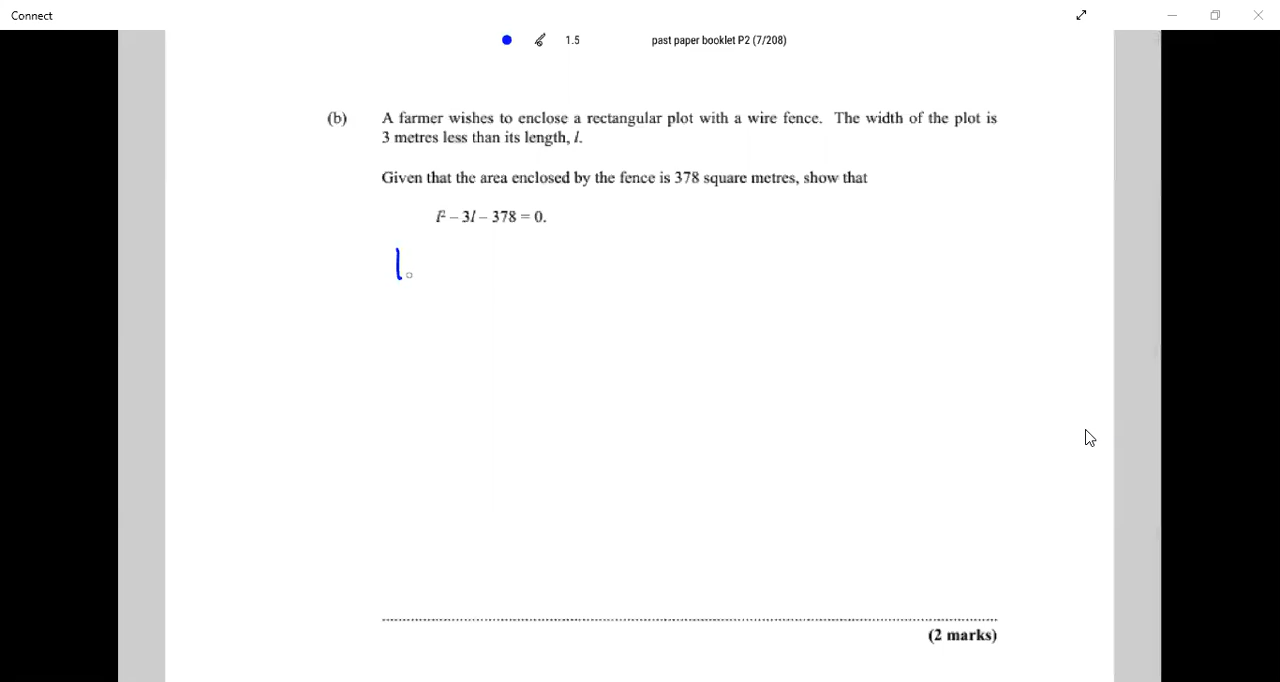 Connect
1.5 past paper booklet P2 (7/208)
(b) A farmer wishes to enclose a rectangular plot with a wire fence. The width of the plot is
3 metres less than its length, l.
Given that the area enclosed by the fence is 378 square metres, show that
l² – 3l – 378 = 0.
l
(2 marks)